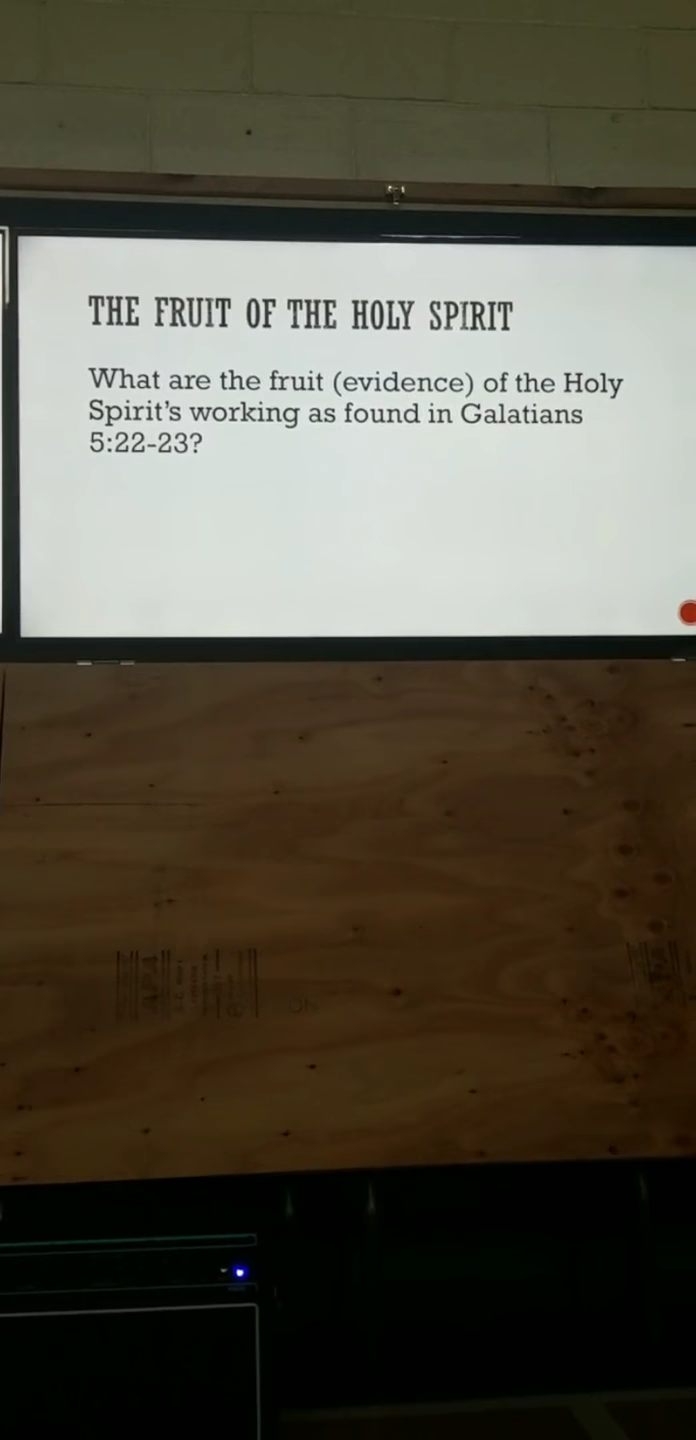 THE FRUIT OF THE HOLY SPIRIT
What are the fruit (evidence) of the Holy
Spirit's working as found in Galatians
5:22-23?
APA